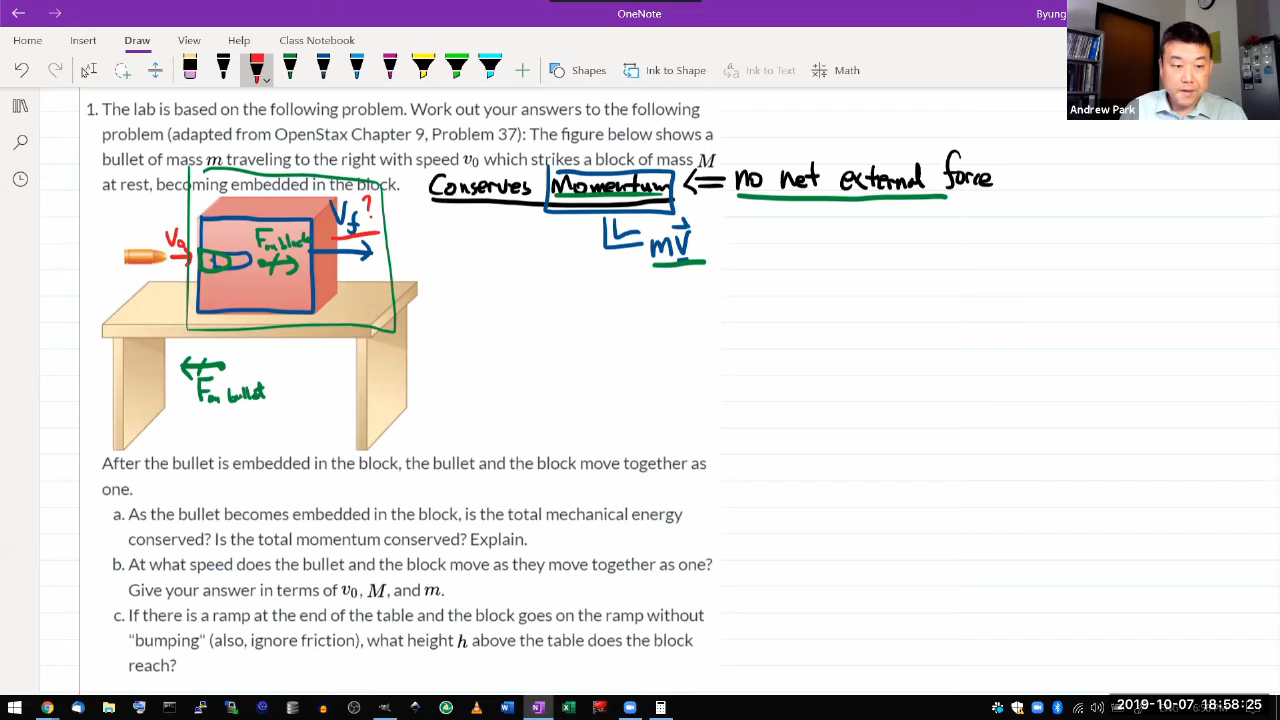 OneNote
Byung
Home Insert Draw View Help Class Notebook
Shapes Ink to Shape Ink to Text Math
Andrew Park
1. The lab is based on the following problem. Work out your answers to the following
problem (adapted from OpenStax Chapter 9, Problem 37): The figure below shows a
bullet of mass m traveling to the right with speed v₀ which strikes a block of mass M
at rest, becoming embedded in the block.
Conserves Momentum <= no net external force
mV⃗
V₀
F on block
Vf ?
F on bullet
After the bullet is embedded in the block, the bullet and the block move together as
one.
a. As the bullet becomes embedded in the block, is the total mechanical energy
conserved? Is the total momentum conserved? Explain.
b. At what speed does the bullet and the block move as they move together as one?
Give your answer in terms of v₀, M, and m.
c. If there is a ramp at the end of the table and the block goes on the ramp without
"bumping" (also, ignore friction), what height h above the table does the block
reach?
2019-10-07 18:58:25